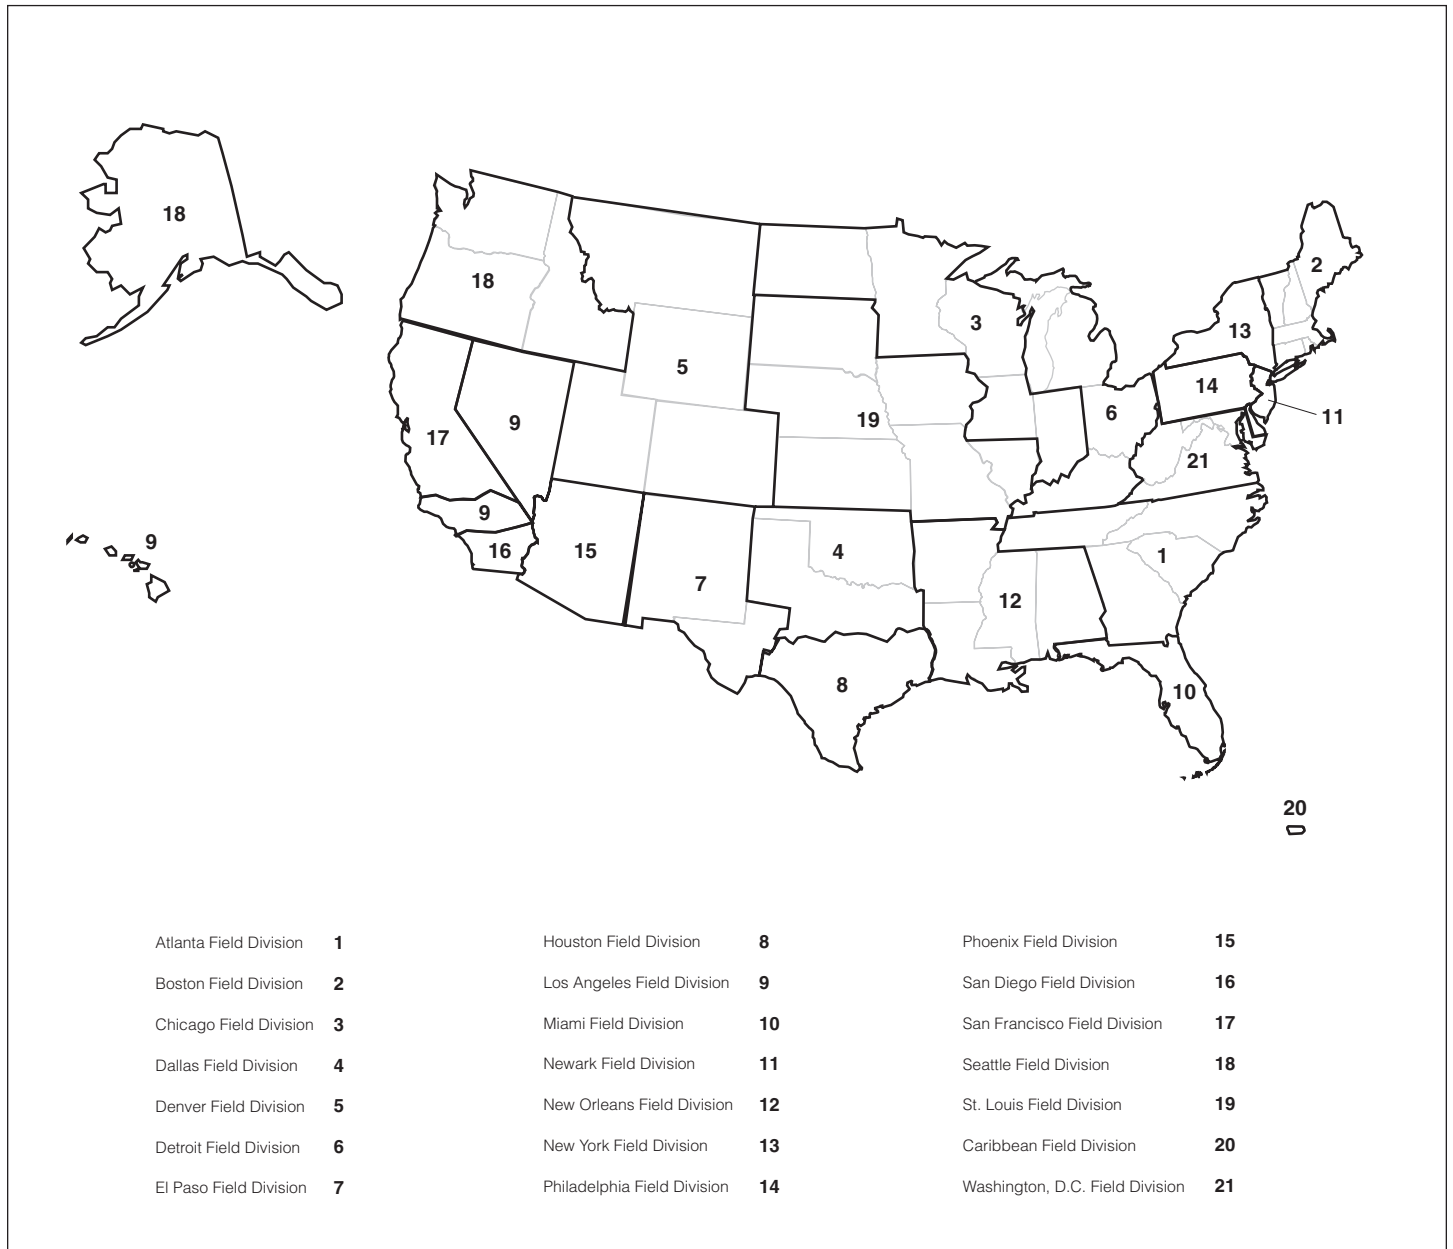 18
2
18
3
13
5
14
6
11
19
9
17
21
9
9
16
15
4
1
7
12
8
10
20
Atlanta Field Division 1
Boston Field Division 2
Chicago Field Division 3
Dallas Field Division 4
Denver Field Division 5
Detroit Field Division 6
El Paso Field Division 7
Houston Field Division 8
Los Angeles Field Division 9
Miami Field Division 10
Newark Field Division 11
New Orleans Field Division 12
New York Field Division 13
Philadelphia Field Division 14
Phoenix Field Division 15
San Diego Field Division 16
San Francisco Field Division 17
Seattle Field Division 18
St. Louis Field Division 19
Caribbean Field Division 20
Washington, D.C. Field Division 21